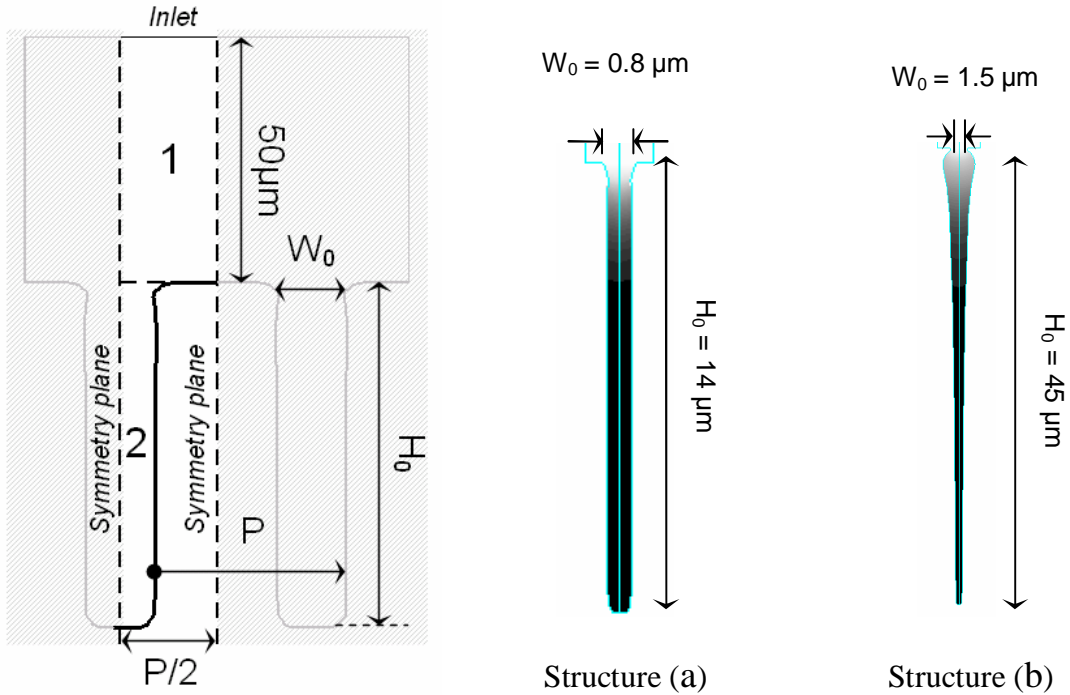 Inlet
1
50µm
W₀
Symmetry plane
2
Symmetry plane
H₀
P
P/2
W₀ = 0.8 µm
H₀ = 14 µm
Structure (a)
W₀ = 1.5 µm
H₀ = 45 µm
Structure (b)